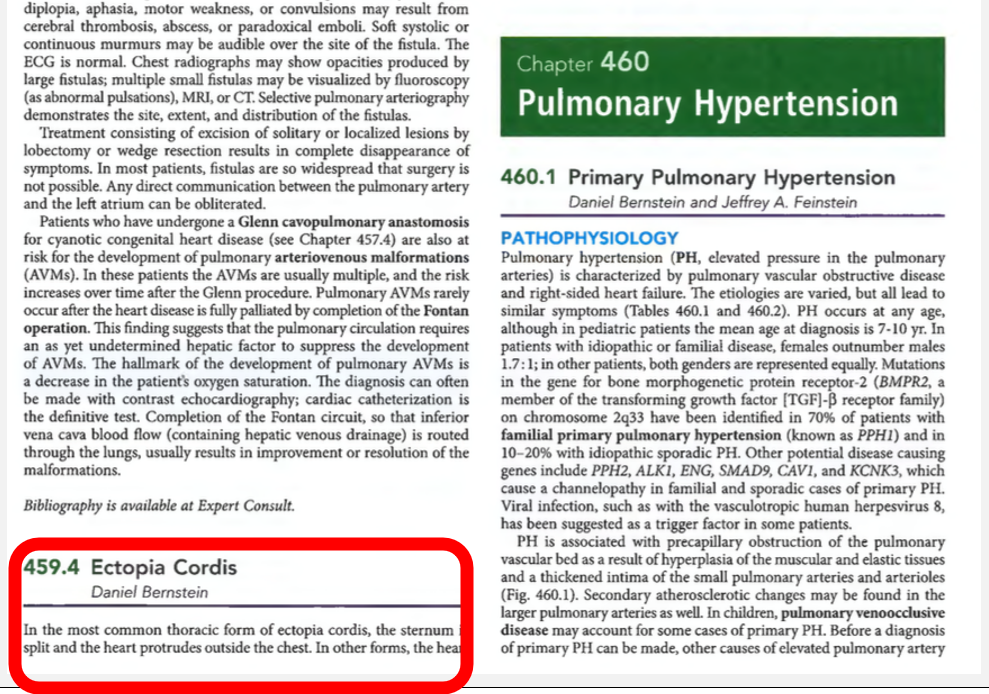 diplopia, aphasia, motor weakness, or convulsions may result from
cerebral thrombosis, abscess, or paradoxical emboli. Soft systolic or
continuous murmurs may be audible over the site of the fistula. The
ECG is normal. Chest radiographs may show opacities produced by
large fistulas; multiple small fistulas may be visualized by fluoroscopy
(as abnormal pulsations), MRI, or CT. Selective pulmonary arteriography
demonstrates the site, extent, and distribution of the fistulas.
Treatment consisting of excision of solitary or localized lesions by
lobectomy or wedge resection results in complete disappearance of
symptoms. In most patients, fistulas are so widespread that surgery is
not possible. Any direct communication between the pulmonary artery
and the left atrium can be obliterated.
Patients who have undergone a Glenn cavopulmonary anastomosis
for cyanotic congenital heart disease (see Chapter 457.4) are also at
risk for the development of pulmonary arteriovenous malformations
(AVMs). In these patients the AVMs are usually multiple, and the risk
increases over time after the Glenn procedure. Pulmonary AVMs rarely
occur after the heart disease is fully palliated by completion of the Fontan
operation. This finding suggests that the pulmonary circulation requires
an as yet undetermined hepatic factor to suppress the development
of AVMs. The hallmark of the development of pulmonary AVMs is
a decrease in the patient's oxygen saturation. The diagnosis can often
be made with contrast echocardiography; cardiac catheterization is
the definitive test. Completion of the Fontan circuit, so that inferior
vena cava blood flow (containing hepatic venous drainage) is routed
through the lungs, usually results in improvement or resolution of the
malformations.
Bibliography is available at Expert Consult.
459.4 Ectopia Cordis
Daniel Bernstein
In the most common thoracic form of ectopia cordis, the sternum
split and the heart protrudes outside the chest. In other forms, the
Chapter 460
Pulmonary Hypertension
460.1 Primary Pulmonary Hypertension
Daniel Bernstein and Jeffrey A. Feinstein
PATHOPHYSIOLOGY
Pulmonary hypertension (PH, elevated pressure in the pulmonary
arteries) is characterized by pulmonary vascular obstructive disease
and right-sided heart failure. The etiologies are varied, but all lead to
similar symptoms (Tables 460.1 and 460.2). PH occurs at any age,
although in pediatric patients the mean age at diagnosis is 7-10 yr. In
patients with idiopathic or familial disease, females outnumber males
1.7:1; in other patients, both genders are represented equally. Mutations
in the gene for bone morphogenetic protein receptor-2 (BMPR2, a
member of the transforming growth factor [TGF]-β receptor family)
on chromosome 2q33 have been identified in 70% of patients with
familial primary pulmonary hypertension (known as PPH1) and in
10–20% with idiopathic sporadic PH. Other potential disease causing
genes include PPH2, ALK1, ENG, SMAD9, CAV1, and KCNK3, which
cause a channelopathy in familial and sporadic cases of primary PH.
Viral infection, such as with the vasculotropic human herpesvirus 8,
has been suggested as a trigger factor in some patients.
PH is associated with precapillary obstruction of the pulmonary
vascular bed as a result of hyperplasia of the muscular and elastic tissues
and a thickened intima of the small pulmonary arteries and arterioles
(Fig. 460.1). Secondary atherosclerotic changes may be found in the
larger pulmonary arteries as well. In children, pulmonary venoocclusive
disease may account for some cases of primary PH. Before a diagnosis
of primary PH can be made, other causes of elevated pulmonary artery